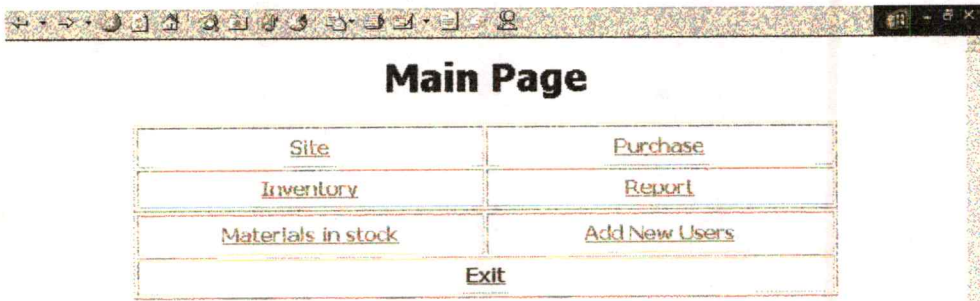 Main Page
Site Purchase
Inventory Report
Materials in stock Add New Users
Exit